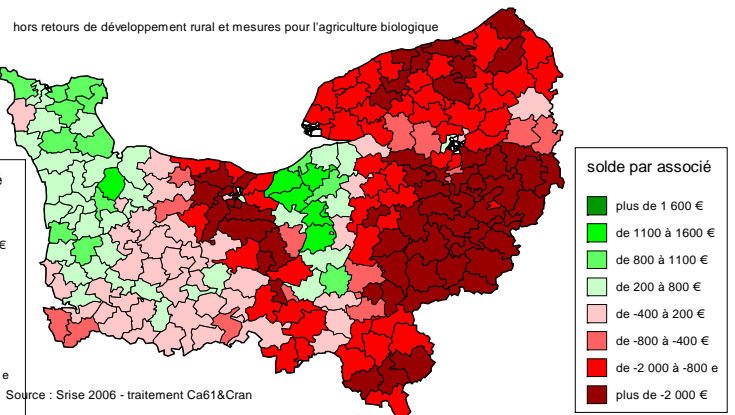 hors retours de développement rural et mesures pour l'agriculture biologique
e
€
e
solde par associé
plus de 1 600 €
de 1100 à 1600 €
de 800 à 1100 €
de 200 à 800 €
de -400 à 200 €
de -800 à -400 €
de -2 000 à -800 e
plus de -2 000 €
Source : Srise 2006 - traitement Ca61&Cran